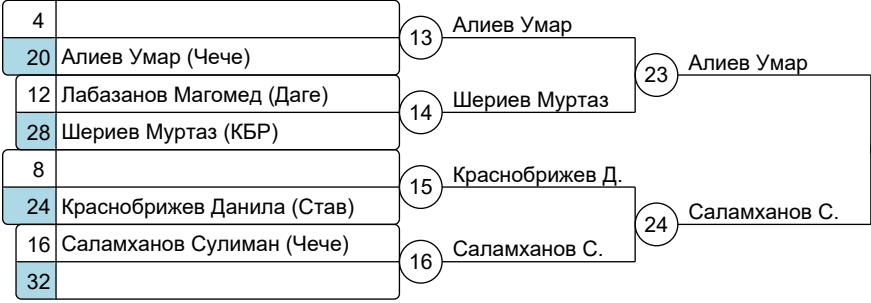 4
13 Алиев Умар
20 Алиев Умар (Чече)
23 Алиев Умар
12 Лабазанов Магомед (Даге)
14 Шериев Муртаз
28 Шериев Муртаз (КБР)
8
15 Краснобрижев Д.
24 Краснобрижев Данила (Став)
24 Саламханов С.
16 Саламханов Сулиман (Чече)
16 Саламханов С.
32